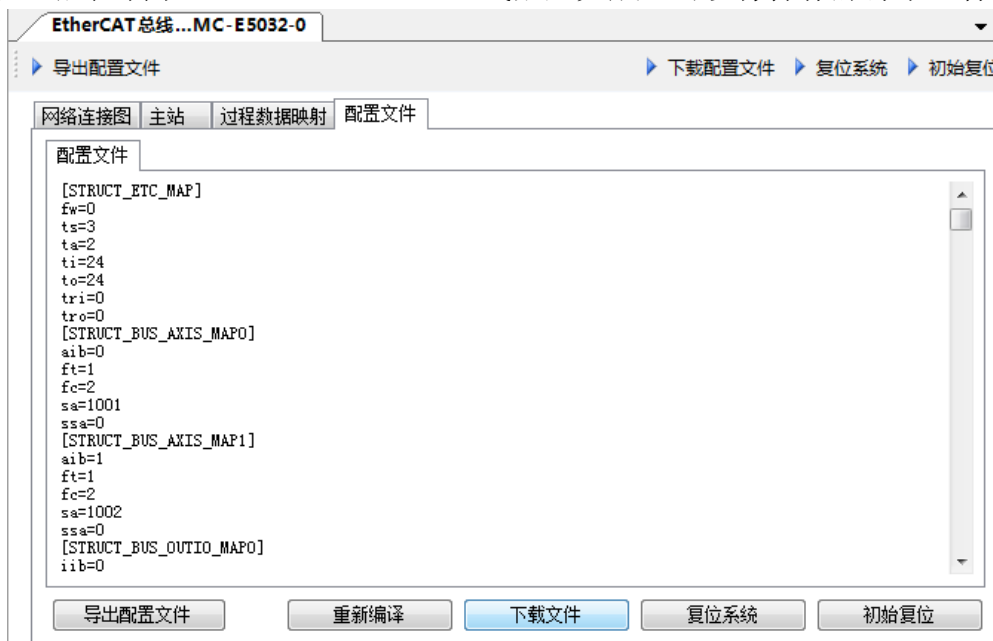 EtherCAT总线...MC-E5032-0
导出配置文件 下载配置文件 复位系统 初始复位
网络连接图 主站 过程数据映射 配置文件
配置文件
[STRUCT_ETC_MAP]
fw=0
ts=3
ta=2
ti=24
to=24
tri=0
tro=0
[STRUCT_BUS_AXIS_MAP0]
aib=0
ft=1
fc=2
sa=1001
ssa=0
[STRUCT_BUS_AXIS_MAP1]
aib=1
ft=1
fc=2
sa=1002
ssa=0
[STRUCT_BUS_OUTIO_MAP0]
iib=0
导出配置文件 重新编译 下载文件 复位系统 初始复位